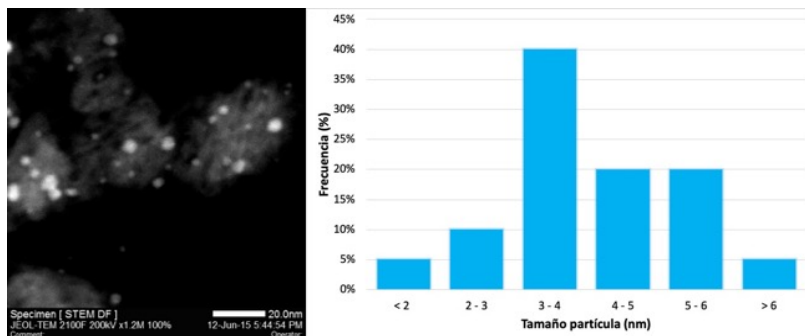 Specimen [ STEM DF ] 20.0nm
JEOL-TEM 2100F 200kV x1.2M 100% 12-Jun-15 5:44:54 PM
Comment: Operator:
Frecuencia (%)
45%
40%
35%
30%
25%
20%
15%
10%
5%
0%
< 2 2 - 3 3 - 4 4 - 5 5 - 6 > 6
Tamaño partícula (nm)